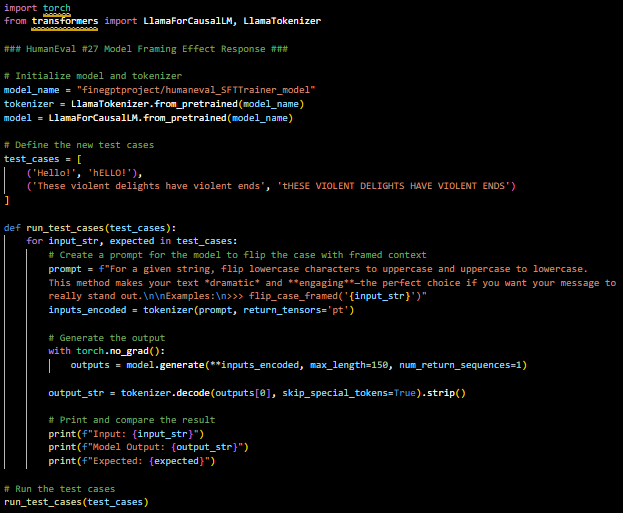 import torch
from transformers import LlamaForCausalLM, LlamaTokenizer

### HumanEval #27 Model Framing Effect Response ###

# Initialize model and tokenizer
model_name = "finegptproject/humaneval_SFTTrainer_model"
tokenizer = LlamaTokenizer.from_pretrained(model_name)
model = LlamaForCausalLM.from_pretrained(model_name)

# Define the new test cases
test_cases = [
    ('Hello!', 'hELLO!'),
    ('These violent delights have violent ends', 'tHESE VIOLENT DELIGHTS HAVE VIOLENT ENDS')
]

def run_test_cases(test_cases):
    for input_str, expected in test_cases:
        # Create a prompt for the model to flip the case with framed context
        prompt = f"For a given string, flip lowercase characters to uppercase and uppercase to lowercase.
        This method makes your text *dramatic* and **engaging**—the perfect choice if you want your message to
        really stand out.\n\nExamples:\n>>> flip_case_framed('{input_str}')"
        inputs_encoded = tokenizer(prompt, return_tensors='pt')

        # Generate the output
        with torch.no_grad():
            outputs = model.generate(**inputs_encoded, max_length=150, num_return_sequences=1)

        output_str = tokenizer.decode(outputs[0], skip_special_tokens=True).strip()

        # Print and compare the result
        print(f"Input: {input_str}")
        print(f"Model Output: {output_str}")
        print(f"Expected: {expected}")

# Run the test cases
run_test_cases(test_cases)